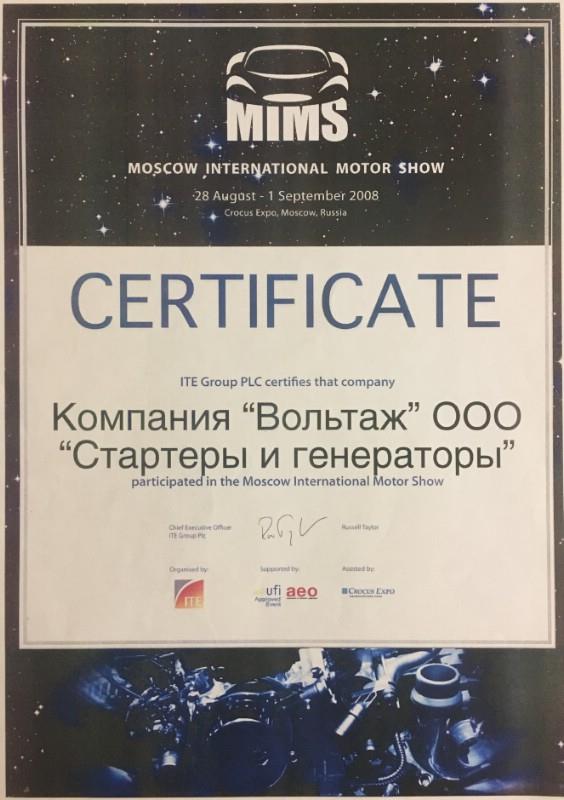 MIMS
MOSCOW INTERNATIONAL MOTOR SHOW
28 August - 1 September 2008
Crocus Expo, Moscow, Russia
CERTIFICATE
ITE Group PLC certifies that company
Компания “Вольтаж” ООО
“Стартеры и генераторы”
participated in the Moscow International Motor Show
Chief Executive Officer
ITE Group Plc
Russell Taylor
Organised by:
Supported by:
Assisted by:
ITE
ufi
Approved
Event
aeo
CROCUS EXPO